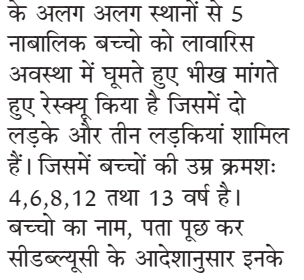 के अलग अलग स्थानों से 5
नाबालिक बच्चो को लावारिस
अवस्था में घूमते हुए भीख मांगते
हुए रेस्क्यू किया है जिसमें दो
लड़के और तीन लड़कियां शामिल
हैं। जिसमें बच्चों की उम्र क्रमशः
4,6,8,12 तथा 13 वर्ष है।
बच्चो का नाम, पता पूछ कर
सीडब्ल्यूसी के आदेशानुसार इनके